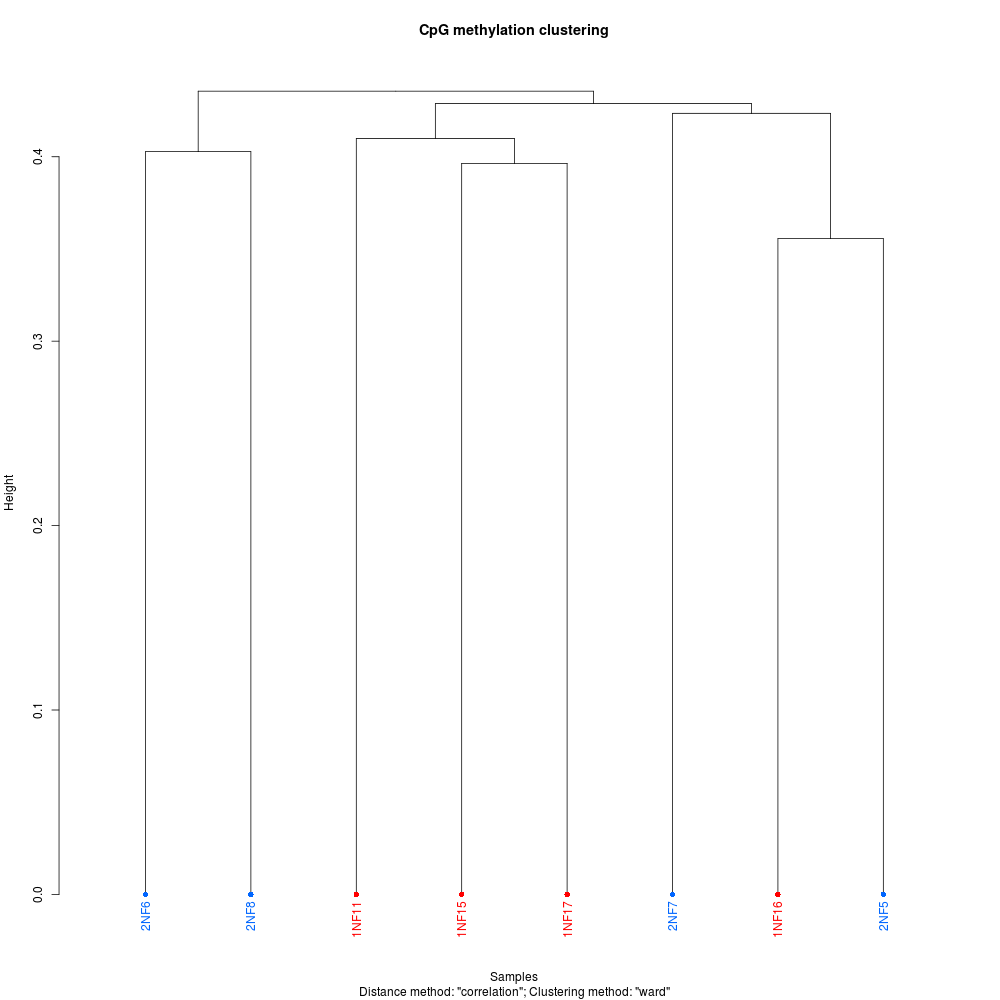 CpG methylation clustering
0.4
0.3
0.2
0.1
0.0
Height
2NF6
2NF8
1NF11
1NF15
1NF17
2NF7
1NF16
2NF5
Samples
Distance method: "correlation"; Clustering method: "ward"